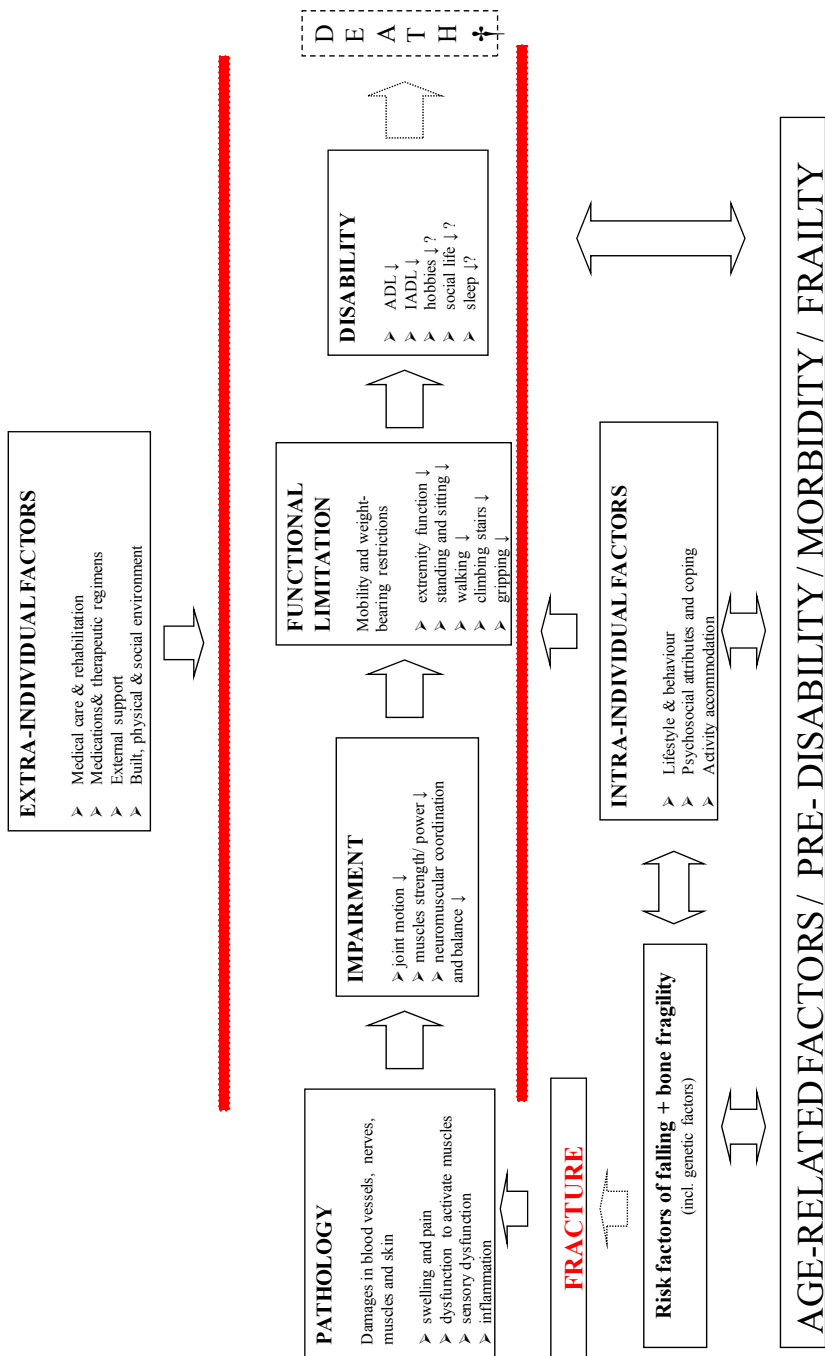 EXTRA-INDIVIDUAL FACTORS
➢ Medical care & rehabilitation
➢ Medications& therapeutic regimens
➢ External support
➢ Built, physical & social environment
PATHOLOGY
Damages in blood vessels, nerves,
muscles and skin
➢ swelling and pain
➢ dysfunction to activate muscles
➢ sensory dysfunction
➢ inflammation
IMPAIRMENT
➢ joint motion ↓
➢ muscles strength/ power ↓
➢ neuromuscular coordination
and balance ↓
FUNCTIONAL
LIMITATION
Mobility and weight-
bearing restrictions
➢ extremity function ↓
➢ standing and sitting ↓
➢ walking ↓
➢ climbing stairs ↓
➢ gripping ↓
DISABILITY
➢ ADL ↓
➢ IADL ↓
➢ hobbies ↓ ?
➢ social life ↓ ?
➢ sleep ↓?
D
E
A
T
H
FRACTURE
Risk factors of falling + bone fragility
(incl. genetic factors)
INTRA-INDIVIDUAL FACTORS
➢ Lifestyle & behaviour
➢ Psychosocial attributes and coping
➢ Activity accommodation
AGE-RELATED FACTORS / PRE- DISABILITY / MORBIDITY / FRAILTY